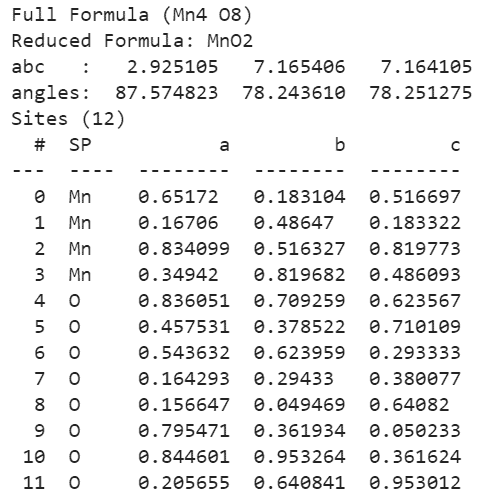 Full Formula (Mn4 O8)
Reduced Formula: MnO2
abc   :   2.925105   7.165406   7.164105
angles:  87.574823  78.243610  78.251275
Sites (12)
  #  SP           a         b         c
---  ----  --------  --------  --------
  0  Mn    0.65172   0.183104  0.516697
  1  Mn    0.16706   0.48647   0.183322
  2  Mn    0.834099  0.516327  0.819773
  3  Mn    0.34942   0.819682  0.486093
  4  O     0.836051  0.709259  0.623567
  5  O     0.457531  0.378522  0.710109
  6  O     0.543632  0.623959  0.293333
  7  O     0.164293  0.29433   0.380077
  8  O     0.156647  0.049469  0.64082
  9  O     0.795471  0.361934  0.050233
 10  O     0.844601  0.953264  0.361624
 11  O     0.205655  0.640841  0.953012